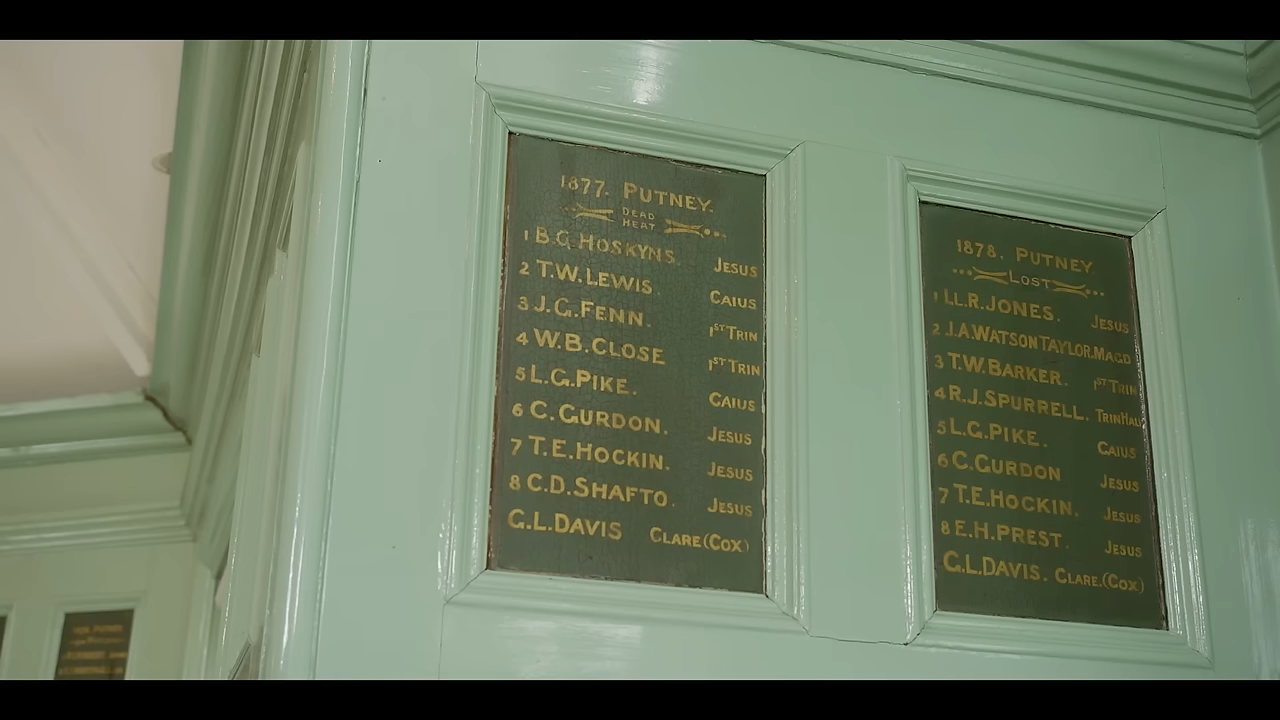 1877. PUTNEY.
DEAD
HEAT
1 B.G. HOSKYNS. JESUS
2 T.W. LEWIS. CAIUS
3 J.G. FENN. 1ST TRIN
4 W.B. CLOSE 1ST TRIN
5 L.G. PIKE. CAIUS
6 C. GURDON. JESUS
7 T.E. HOCKIN. JESUS
8 C.D. SHAFTO. JESUS
G.L. DAVIS CLARE (COX)
1878. PUTNEY.
LOST
1 LL.R. JONES. JESUS
2 J.A. WATSON TAYLOR. MAGD
3 T.W. BARKER. 1ST TRIN
4 R.J. SPURRELL. TRIN HALL
5 L.G. PIKE. CAIUS
6 C. GURDON JESUS
7 T.E. HOCKIN. JESUS
8 E.H. PREST. JESUS
G.L. DAVIS. CLARE. (COX)